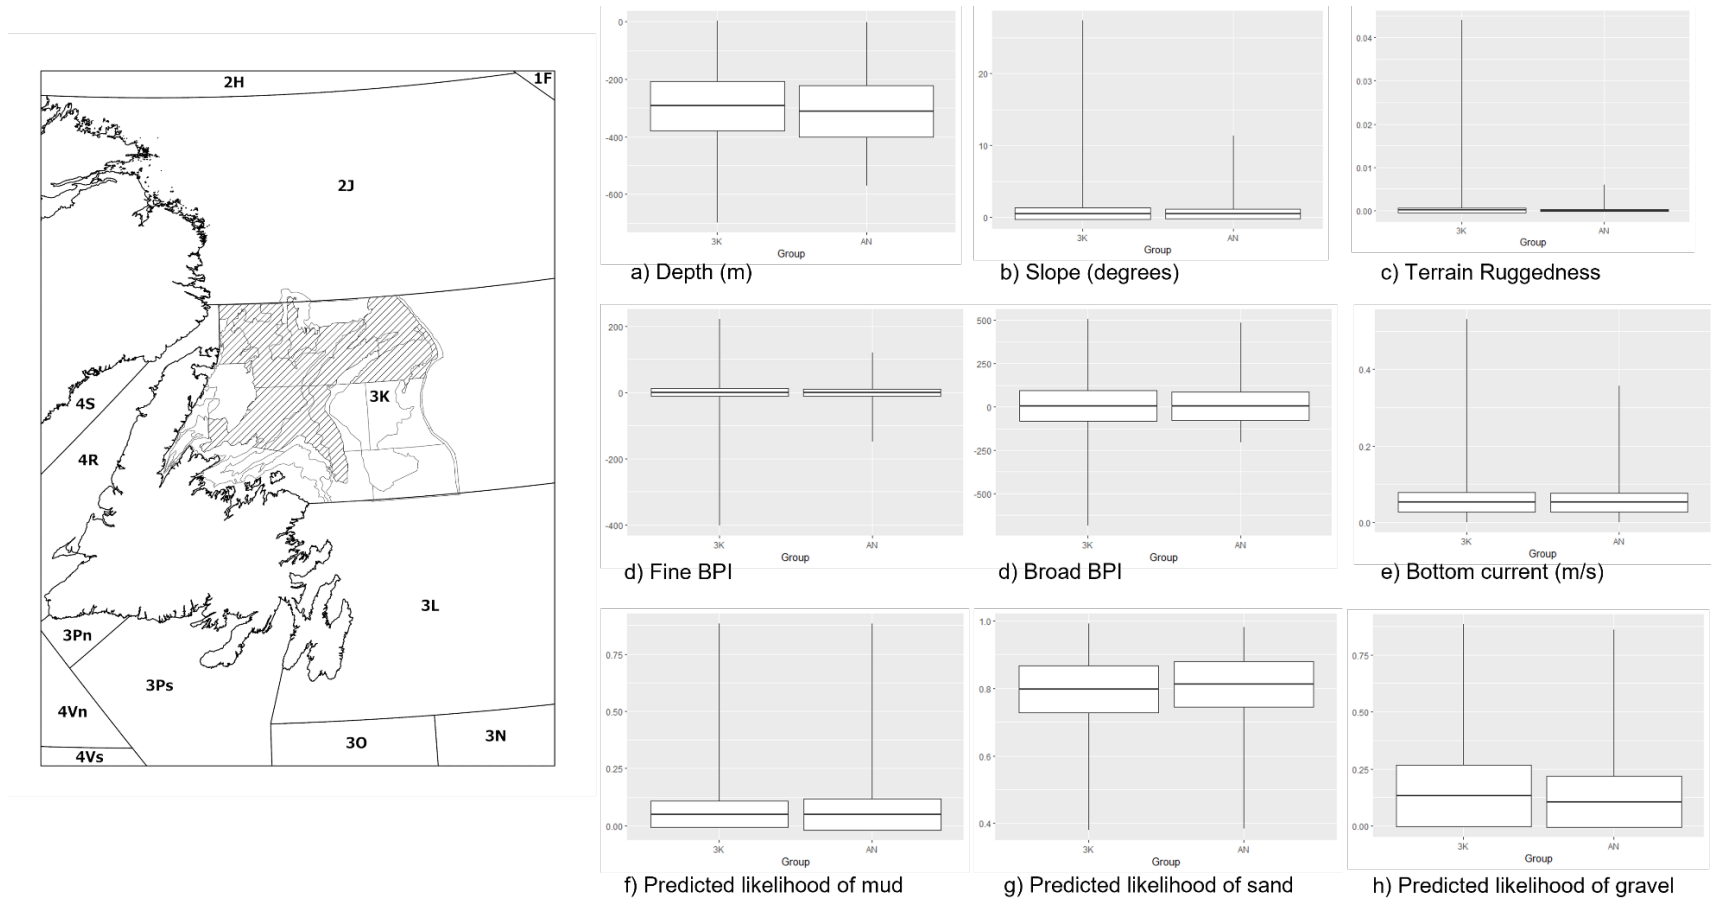 2H
1F
2J
3K
4S
4R
3L
3Pn
3Ps
4Vn
3O
3N
4Vs
0
-200
-400
-600
3K
AN
Group
a) Depth (m)
20
10
0
3K
AN
Group
b) Slope (degrees)
0.04
0.03
0.02
0.01
0.00
3K
AN
Group
c) Terrain Ruggedness
200
0
-200
-400
3K
AN
Group
d) Fine BPI
500
250
0
-250
-500
3K
AN
Group
d) Broad BPI
0.4
0.2
0.0
3K
AN
Group
e) Bottom current (m/s)
0.75
0.50
0.25
0.00
3K
AN
Group
f) Predicted likelihood of mud
1.0
0.8
0.6
0.4
3K
AN
Group
g) Predicted likelihood of sand
0.75
0.50
0.25
0.00
3K
AN
Group
h) Predicted likelihood of gravel